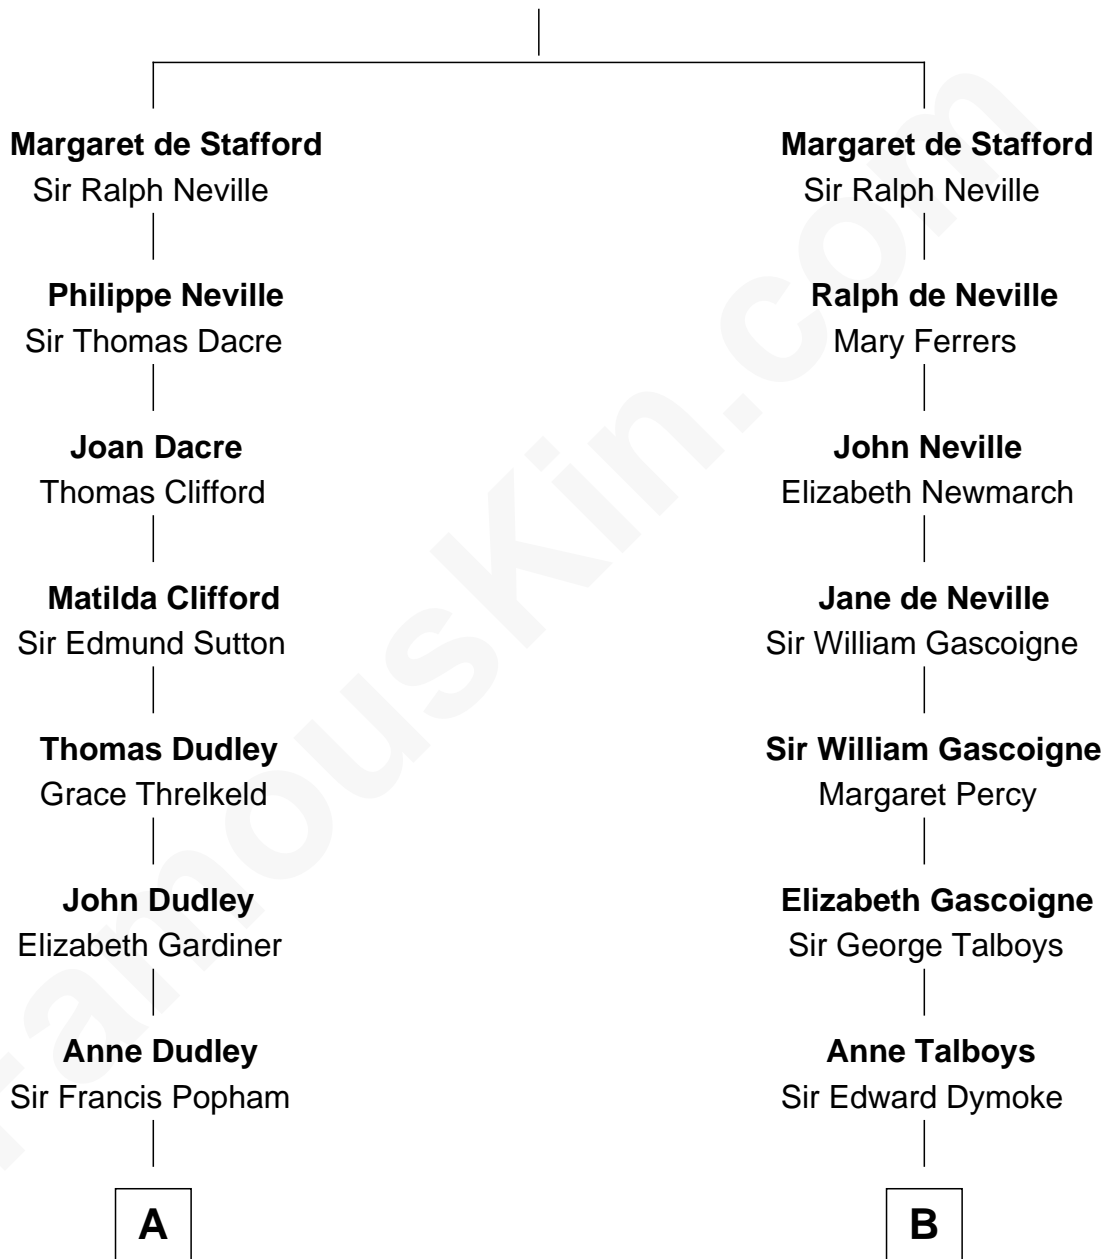 Margaret de Stafford
Sir Ralph Neville
Philippe Neville
Sir Thomas Dacre
Joan Dacre
Thomas Clifford
Matilda Clifford
Sir Edmund Sutton
Thomas Dudley
Grace Threlkeld
John Dudley
Elizabeth Gardiner
Anne Dudley
Sir Francis Popham
A
Margaret de Stafford
Sir Ralph Neville
Ralph de Neville
Mary Ferrers
John Neville
Elizabeth Newmarch
Jane de Neville
Sir William Gascoigne
Sir William Gascoigne
Margaret Percy
Elizabeth Gascoigne
Sir George Talboys
Anne Talboys
Sir Edward Dymoke
B
FamousKin.com